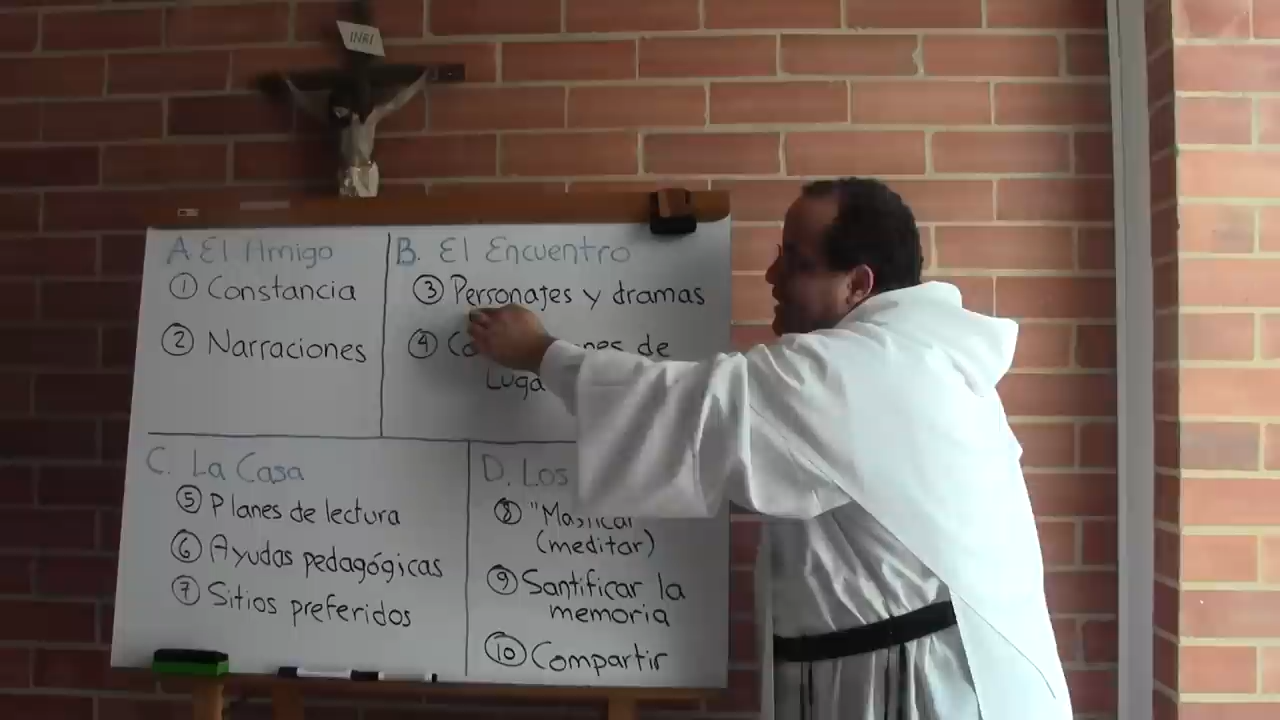 INRI
A. El Amigo
① Constancia
② Narraciones
B. El Encuentro
③ Personajes y dramas
④ de
C. La Casa
⑤ Planes de lectura
⑥ Ayudas pedagógicas
⑦ Sitios preferidos
D. Los
⑧ "Masticar
(meditar)
⑨ Santificar la
memoria
⑩ Compartir